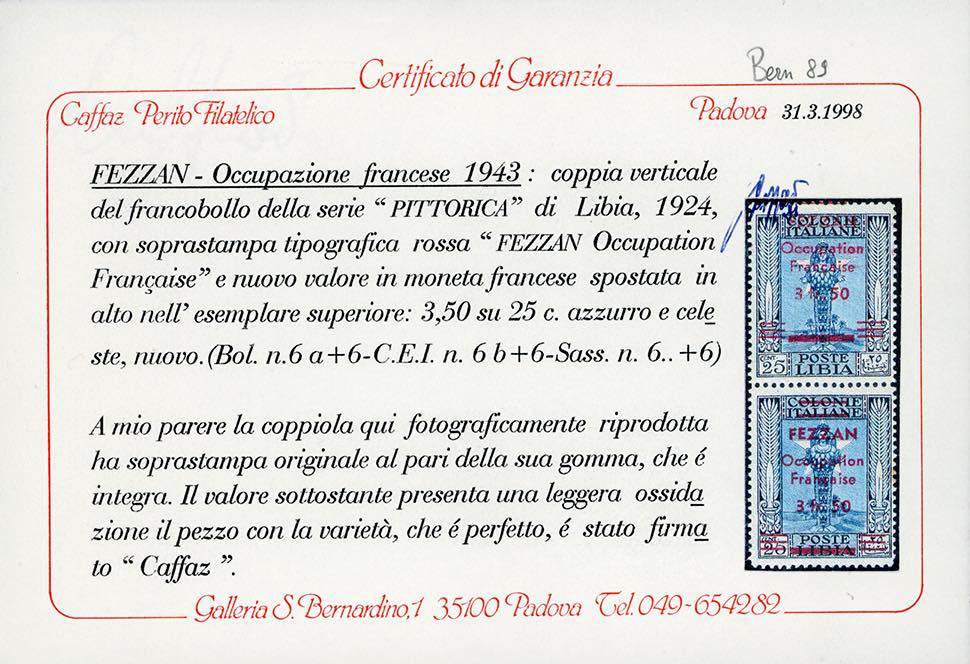 Certificato di Garanzia
Bern 89
Caffaz Perito Filatelico
Padova 31.3.1998
FEZZAN - Occupazione francese 1943 : coppia verticale
del francobollo della serie “ PITTORICA” di Libia, 1924,
con soprastampa tipografica rossa “ FEZZAN Occupation
Française” e nuovo valore in moneta francese spostata in
alto nell’ esemplare superiore: 3,50 su 25 c. azzurro e cele
ste, nuovo. (Bol. n.6 a+6-C.E.I. n. 6 b+6-Sass. n. 6.. +6)
A mio parere la coppiola qui fotograficamente riprodotta
ha soprastampa originale al pari della sua gomma, che é
integra. Il valore sottostante presenta una leggera ossida
zione il pezzo con la varietà, che é perfetto, é stato firma
to “ Caffaz ”.
COLONIE
ITALIANE
Occupation
Française
3 fr. 50
POSTE
CENT 25 LIBIA ٢٥
COLONIE
ITALIANE
FEZZAN
Occupation
Française
3 fr. 50
POSTE
25 LIBIA ٢٥
Galleria S. Bernardino,1 35100 Padova Tel. 049-654282